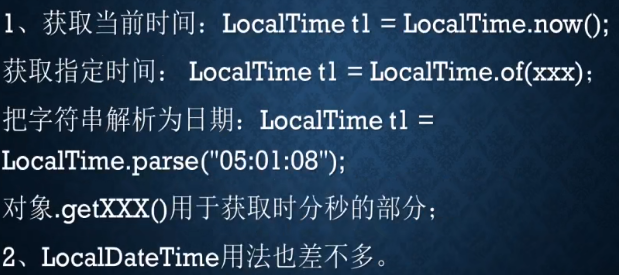 1、获取当前时间：LocalTime t1 = LocalTime.now();
获取指定时间： LocalTime t1 = LocalTime.of(xxx);
把字符串解析为日期：LocalTime t1 =
LocalTime.parse("05:01:08");
对象.getXXX()用于获取时分秒的部分;
2、LocalDateTime用法也差不多。